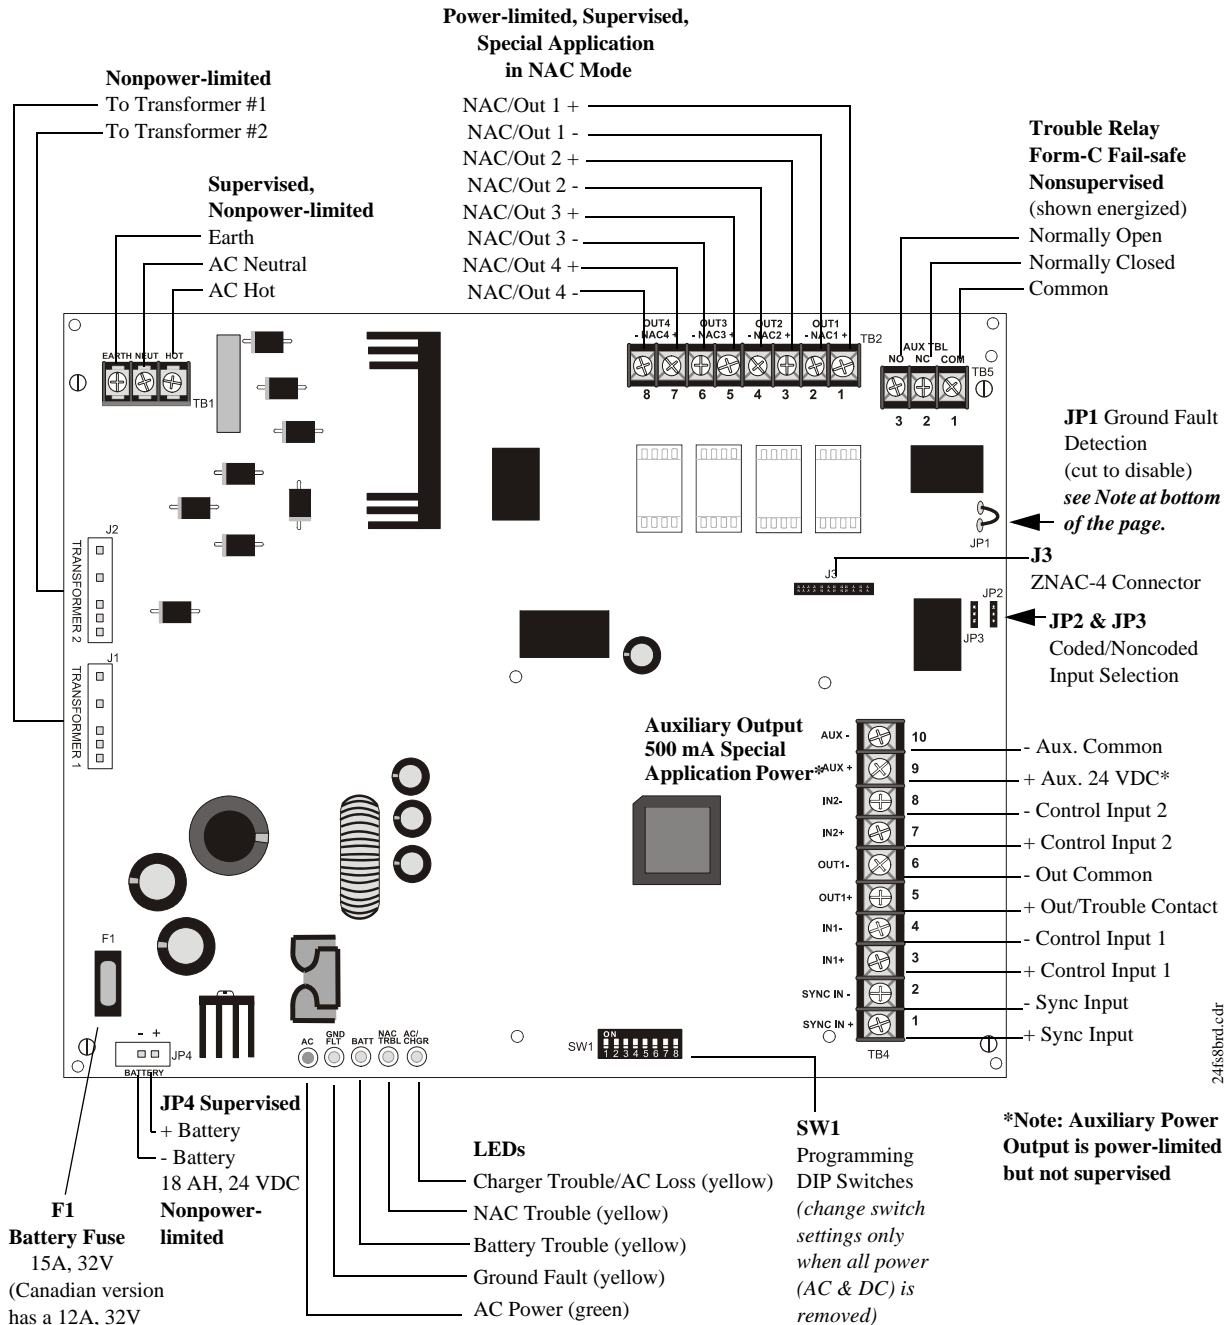 Power-limited, Supervised,
Special Application
in NAC Mode
Nonpower-limited
To Transformer #1
To Transformer #2
Supervised,
Nonpower-limited
Earth
AC Neutral
AC Hot
NAC/Out 1 +
NAC/Out 1 -
NAC/Out 2 +
NAC/Out 2 -
NAC/Out 3 +
NAC/Out 3 -
NAC/Out 4 +
NAC/Out 4 -
Trouble Relay
Form-C Fail-safe
Nonsupervised
(shown energized)
Normally Open
Normally Closed
Common
EARTH NEUT HOT
TB1
OUT4 OUT3 OUT2 OUT1
- NAC4 + - NAC3 + - NAC2 + - NAC1 +
TB2
8 7 6 5 4 3 2 1
AUX TBL
NO NC COM
TB5
3 2 1
JP1 Ground Fault
Detection
(cut to disable)
see Note at bottom
of the page.
JP1
J3
ZNAC-4 Connector
J3
JP2
JP3
JP2 & JP3
Coded/Noncoded
Input Selection
J2
TRANSFORMER 2
J1
TRANSFORMER 1
Auxiliary Output
500 mA Special
Application Power*
AUX - 10
- Aux. Common
AUX + 9
+ Aux. 24 VDC*
IN2- 8
- Control Input 2
IN2+ 7
+ Control Input 2
OUT1- 6
- Out Common
OUT1+ 5
+ Out/Trouble Contact
IN1- 4
- Control Input 1
IN1+ 3
+ Control Input 1
SYNC IN - 2
- Sync Input
SYNC IN + 1
+ Sync Input
TB4
24fs8brd.cdr
F1
- +
JP4
BATTERY
AC GND FLT BATT NAC TRBL AC/ CHGR
SW1
ON
1 2 3 4 5 6 7 8
JP4 Supervised
+ Battery
- Battery
18 AH, 24 VDC
Nonpower-
limited
F1
Battery Fuse
15A, 32V
(Canadian version
has a 12A, 32V
LEDs
Charger Trouble/AC Loss (yellow)
NAC Trouble (yellow)
Battery Trouble (yellow)
Ground Fault (yellow)
AC Power (green)
SW1
Programming
DIP Switches
(change switch
settings only
when all power
(AC & DC) is
removed)
*Note: Auxiliary Power
Output is power-limited
but not supervised